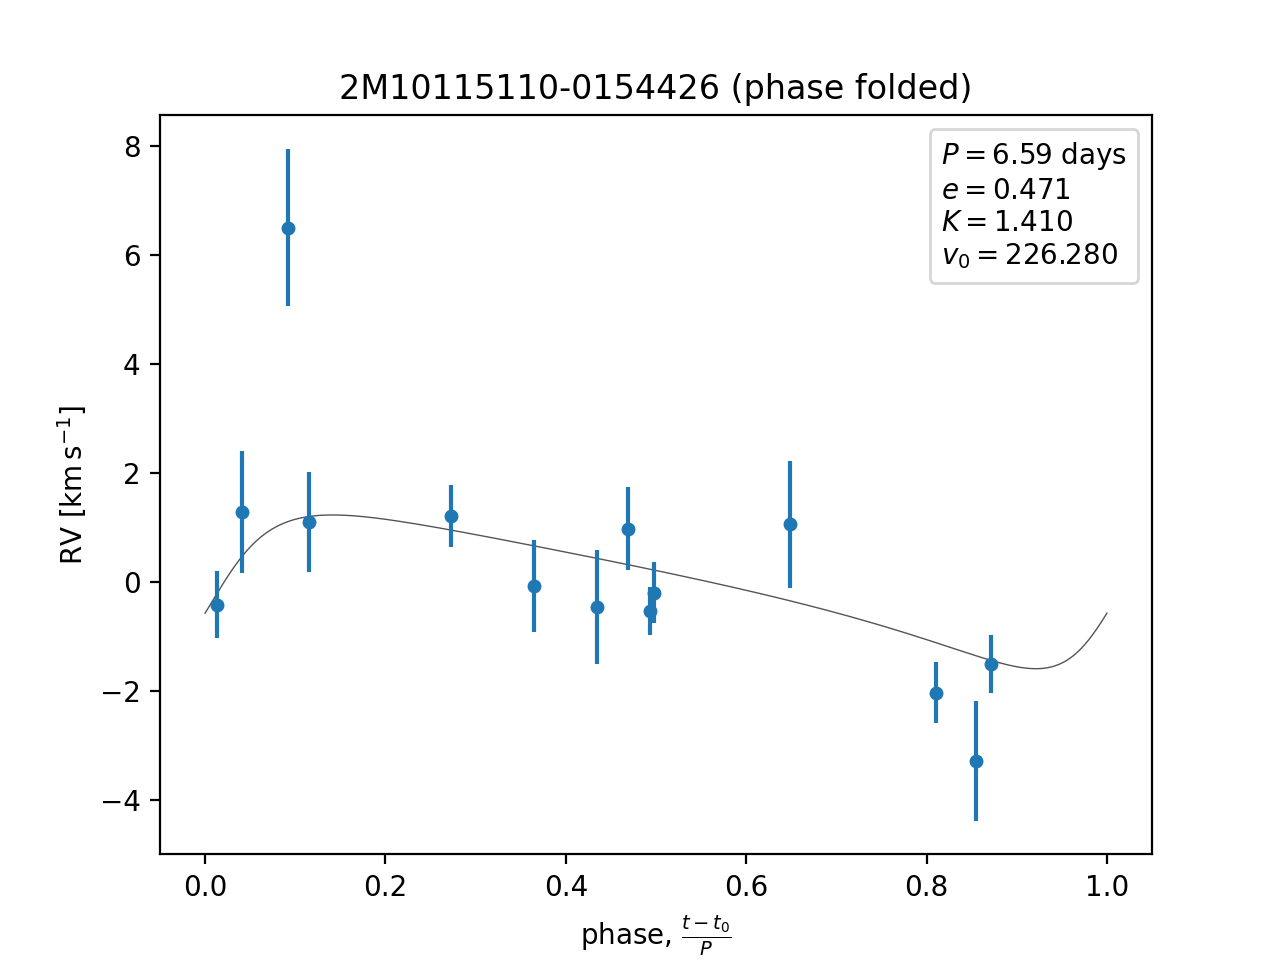 2M10115110-0154426 (phase folded)
P = 6.59 days
e = 0.471
K = 1.410
v₀ = 226.280
8
6
4
2
0
−2
−4
RV [km s⁻¹]
0.0 0.2 0.4 0.6 0.8 1.0
phase, (t − t₀)/P